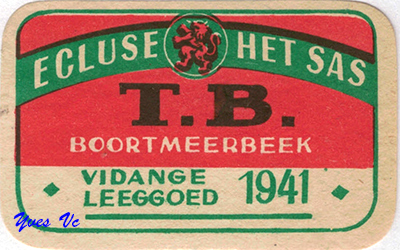 ECLUSE HET SAS
T.B.
BOORTMEERBEEK
VIDANGE 1941
LEEGGOED
Yves Vc